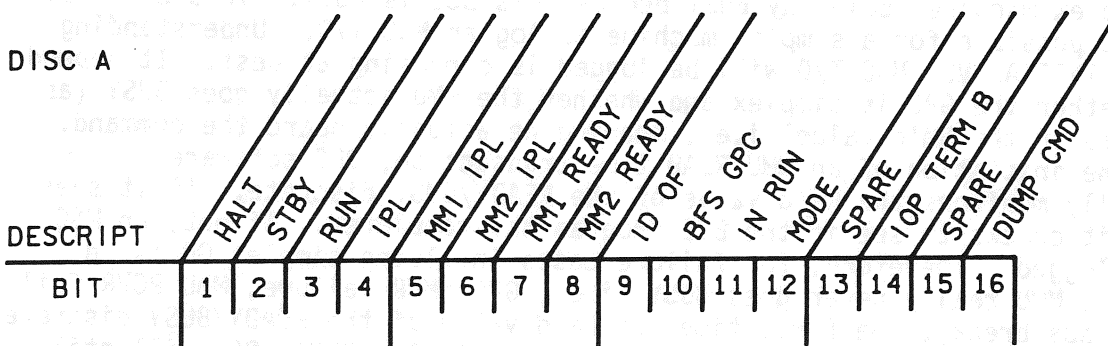 DISC A
DESCRIPT
HALT
STBY
RUN
IPL
MM1 IPL
MM2 IPL
MM1 READY
MM2 READY
ID OF
BFS GPC
IN RUN
MODE
SPARE
IOP TERM B
SPARE
DUMP CMD
BIT 1 2 3 4 5 6 7 8 9 10 11 12 13 14 15 16